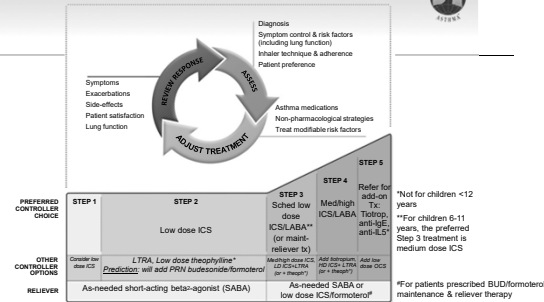 ASTHMA
Diagnosis
Symptom control & risk factors
(including lung function)
Inhaler technique & adherence
Patient preference
REVIEW RESPONSE
ASSESS
ADJUST TREATMENT
Symptoms
Exacerbations
Side-effects
Patient satisfaction
Lung function
Asthma medications
Non-pharmacological strategies
Treat modifiable risk factors
PREFERRED
CONTROLLER
CHOICE
STEP 1
STEP 2
Low dose ICS
STEP 3
Sched low
dose
ICS/LABA**
(or maint-
reliever tx)
STEP 4
Med/high
ICS/LABA
STEP 5
Refer for
add-on
Tx:
Tiotrop,
anti-IgE,
anti-IL5*
*Not for children <12
years
**For children 6-11
years, the preferred
Step 3 treatment is
medium dose ICS
OTHER
CONTROLLER
OPTIONS
Consider low
dose ICS
LTRA, Low dose theophylline*
Prediction: will add PRN budesonide/formoterol
Med/high dose ICS,
LD ICS+LTRA
(or + theoph*)
Add tiotropium,
HD ICS+ LTRA
(or + theoph*)
Add low
dose OCS
RELIEVER
As-needed short-acting beta2-agonist (SABA)
As-needed SABA or
low dose ICS/formoterol#
#For patients prescribed BUD/formoterol
maintenance & reliever therapy